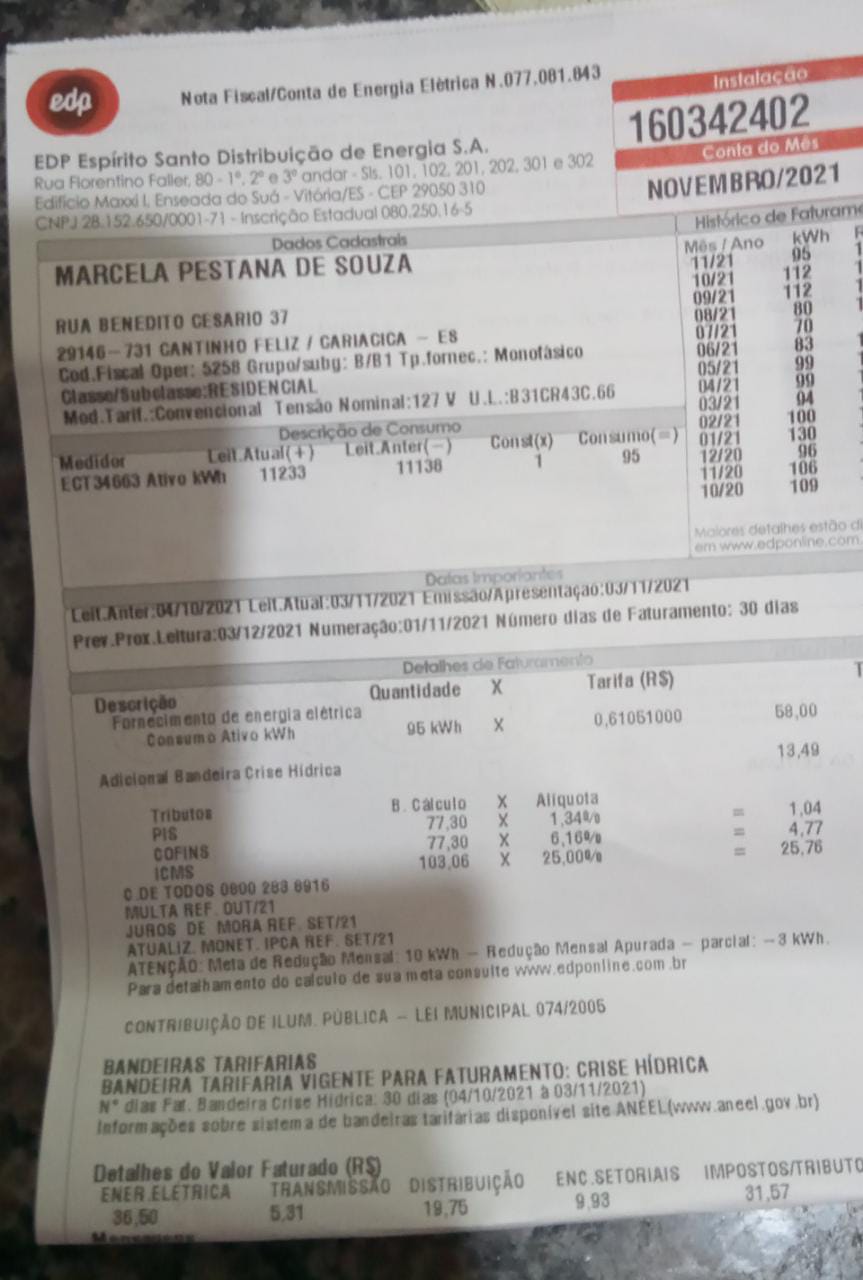 edp
Nota Fiscal/Conta de Energia Elétrica N.077.081.843
Instalação
160342402
Conta do Mês
NOVEMBRO/2021
EDP Espírito Santo Distribuição de Energia S.A.
Rua Florentino Faller, 80 - 1º, 2º e 3º andar - Sls. 101, 102, 201, 202, 301 e 302
Edifício Maxxi I, Enseada do Suá - Vitória/ES - CEP 29050 310
CNPJ 28.152.650/0001-71 - Inscrição Estadual 080.250.16-5
Dados Cadastrais
MARCELA PESTANA DE SOUZA
RUA BENEDITO CESARIO 37
29146-731 CANTINHO FELIZ / CARIACICA - ES
Cod.Fiscal Oper: 5258 Grupo/subg: B/B1 Tp.fornec.: Monofásico
Classe/Subclasse:RESIDENCIAL
Mod.Tarif.:Convencional Tensão Nominal:127 V U.L.:B31CR43C.66
Histórico de
Mês / Ano kWh
11/21 95
10/21 112
09/21 112
08/21 80
07/21 70
06/21 83
05/21 99
04/21 99
03/21 94
02/21 100
01/21 130
12/20 96
11/20 106
10/20 109
Maiores detalhes estão
em www.edponline.com.
Descrição de Consumo
Medidor Leit.Atual(+) Leit.Anter(-) Const(x) Consumo(=)
ECT34663 Ativo kWh 11233 11138 1 95
Datas Importantes
Leit.Anter:04/10/2021 Leit.Atual:03/11/2021 Emissão/Apresentação:03/11/2021
Prev.Prox.Leitura:03/12/2021 Numeração:01/11/2021 Número dias de Faturamento: 30 dias
Detalhes de Faturamento
Descrição Quantidade X Tarifa (R$)
Fornecimento de energia elétrica
Consumo Ativo kWh 95 kWh X 0,61051000 58,00
Adicional Bandeira Crise Hídrica 13,49
Tributos B. Cálculo X Alíquota
PIS 77,30 X 1,34% = 1,04
COFINS 77,30 X 6,16% = 4,77
ICMS 103,06 X 25,00% = 25,76
C.DE TODOS 0800 283 8916
MULTA REF. OUT/21
JUROS DE MORA REF. SET/21
ATUALIZ. MONET. IPCA REF. SET/21
ATENÇÃO: Meta de Redução Mensal: 10 kWh - Redução Mensal Apurada - parcial: -3 kWh.
Para detalhamento do calculo de sua meta consulte www.edponline.com.br
CONTRIBUIÇÃO DE ILUM. PÚBLICA - LEI MUNICIPAL 074/2005
BANDEIRAS TARIFARIAS
BANDEIRA TARIFARIA VIGENTE PARA FATURAMENTO: CRISE HÍDRICA
Nº dias Fat. Bandeira Crise Hídrica: 30 dias (04/10/2021 à 03/11/2021)
Informações sobre sistema de bandeiras tarifárias disponível site ANEEL(www.aneel.gov.br)
Detalhes do Valor Faturado (R$)
ENER.ELÉTRICA TRANSMISSÃO DISTRIBUIÇÃO ENC.SETORIAIS IMPOSTOS/TRIBUTO
36,50 5,31 19,75 9,93 31,57